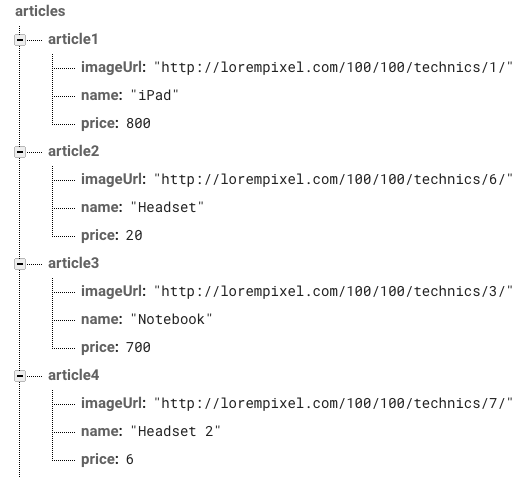 articles
article1
imageUrl: "http://lorempixel.com/100/100/technics/1/"
name: "iPad"
price: 800
article2
imageUrl: "http://lorempixel.com/100/100/technics/6/"
name: "Headset"
price: 20
article3
imageUrl: "http://lorempixel.com/100/100/technics/3/"
name: "Notebook"
price: 700
article4
imageUrl: "http://lorempixel.com/100/100/technics/7/"
name: "Headset 2"
price: 6